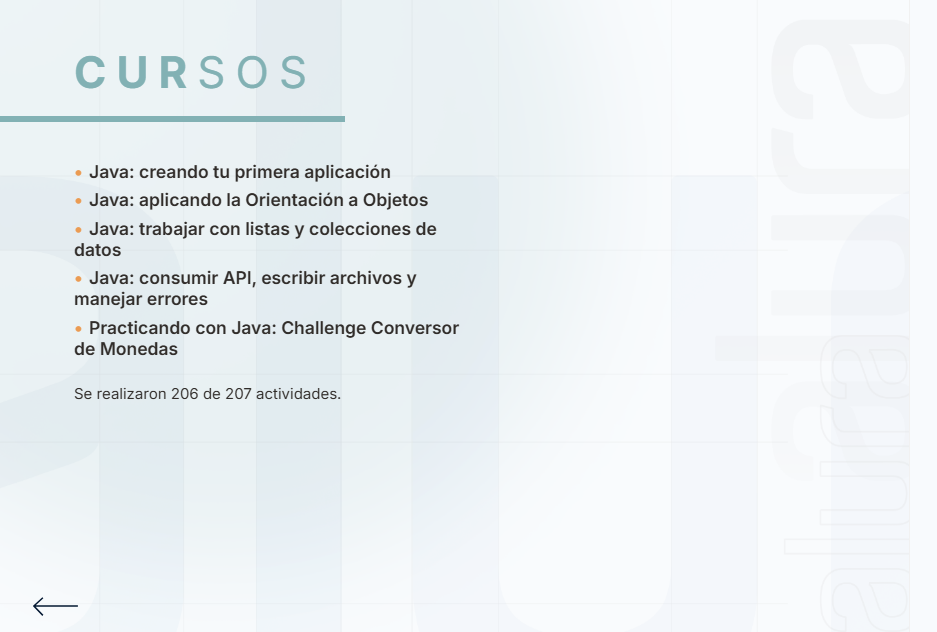 CURSOS
• Java: creando tu primera aplicación
• Java: aplicando la Orientación a Objetos
• Java: trabajar con listas y colecciones de
datos
• Java: consumir API, escribir archivos y
manejar errores
• Practicando con Java: Challenge Conversor
de Monedas
Se realizaron 206 de 207 actividades.
alura
alura